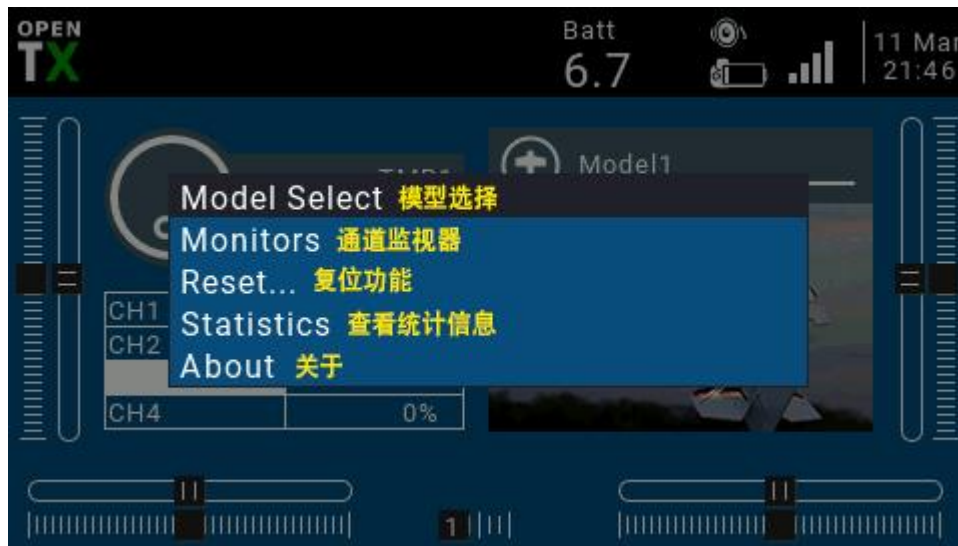 OPEN
TX
Batt
6.7
11 Mar
21:46
Model1
Model Select 模型选择
Monitors 通道监视器
Reset... 复位功能
Statistics 查看统计信息
About 关于
CH1
CH2
CH4 0%
1